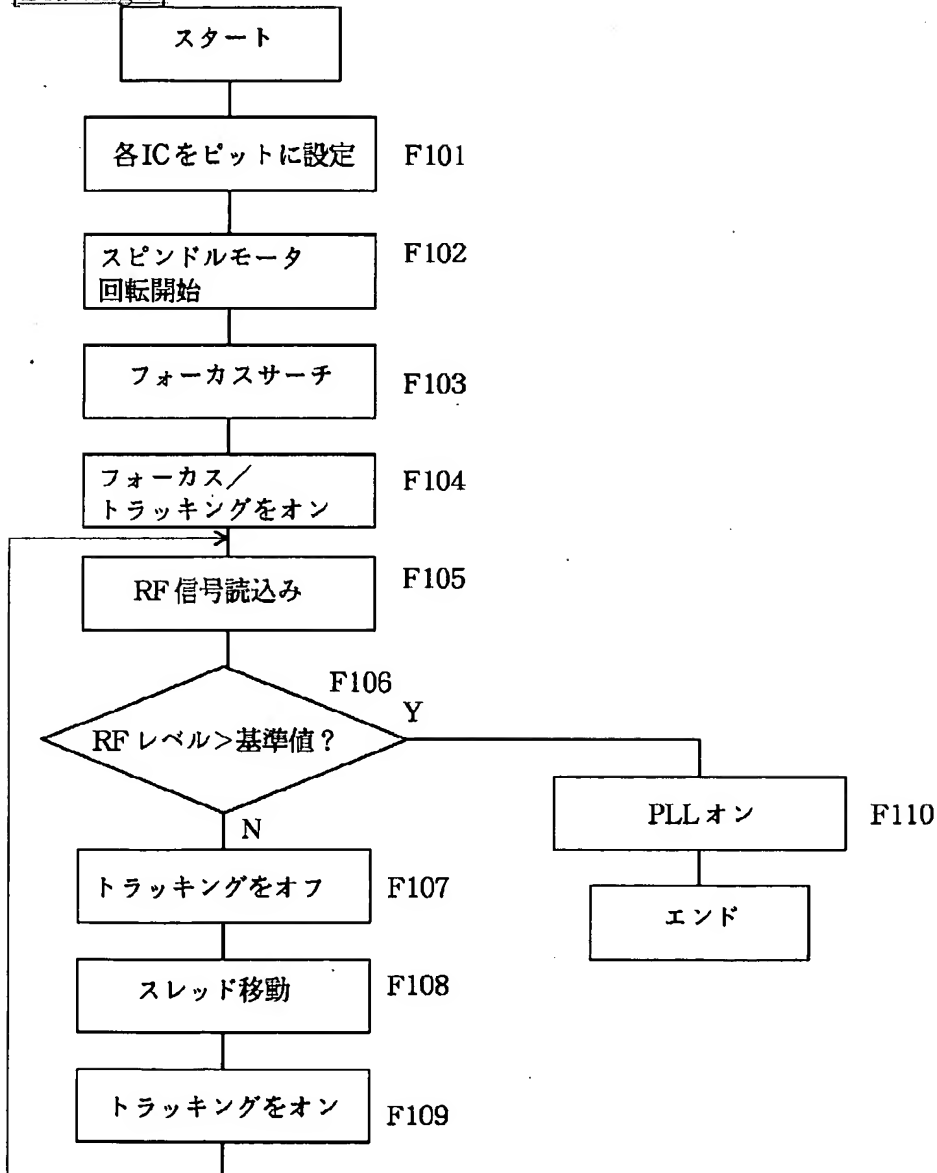 スタート
各ICをピットに設定 F101
スピンドルモータ
回転開始 F102
フォーカスサーチ F103
フォーカス／
トラッキングをオン F104
RF信号読込み F105
F106
RFレベル＞基準値？
Y
N
PLLオン F110
エンド
トラッキングをオフ F107
スレッド移動 F108
トラッキングをオン F109